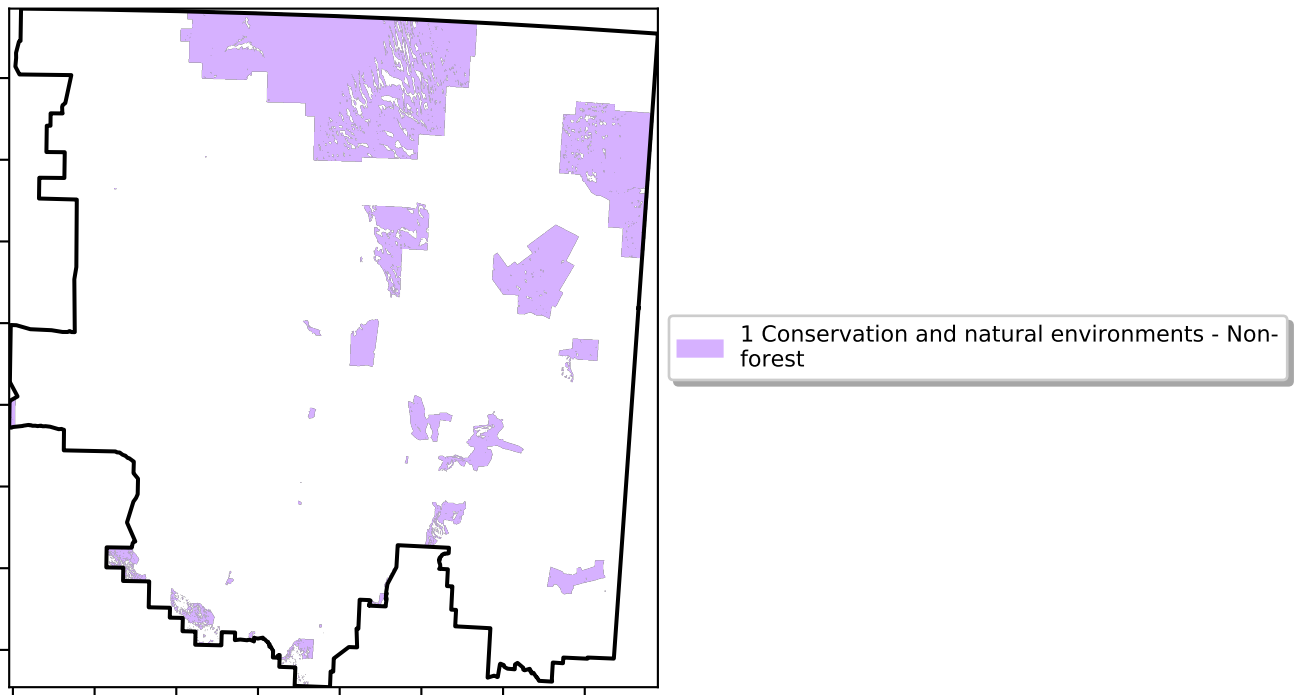 1 Conservation and natural environments - Non-
forest